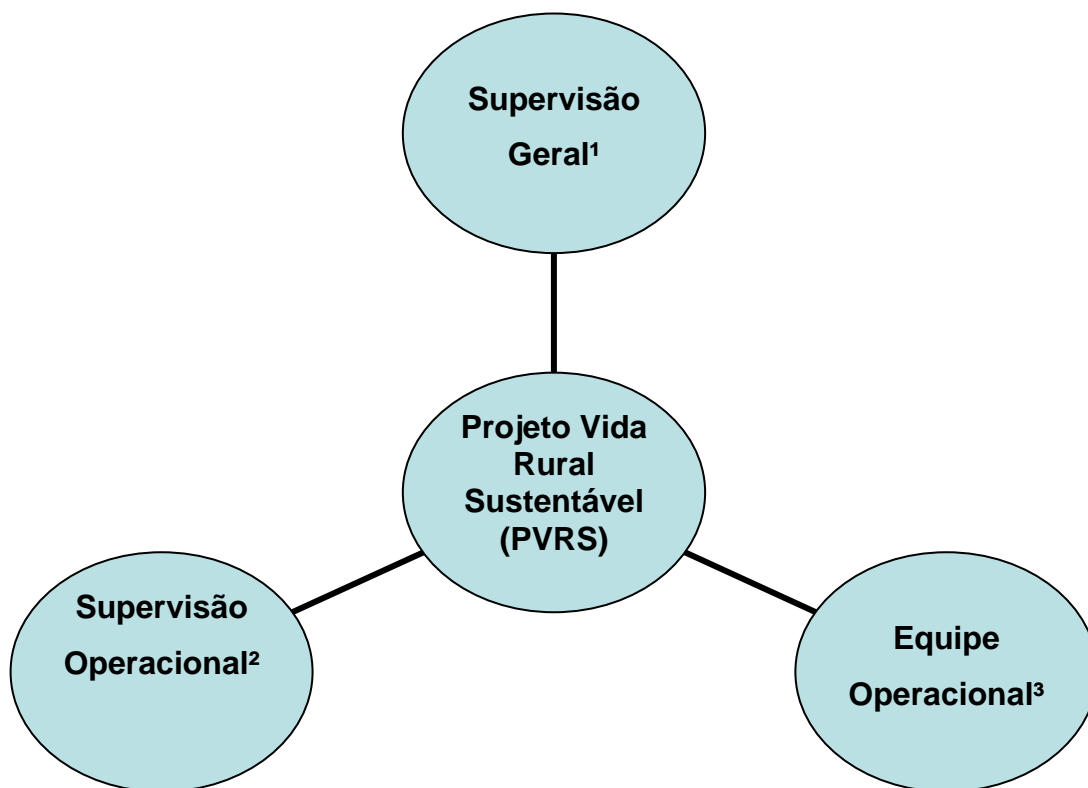 Supervisão
Geral¹
Projeto Vida
Rural
Sustentável
(PVRS)
Supervisão
Operacional²
Equipe
Operacional³